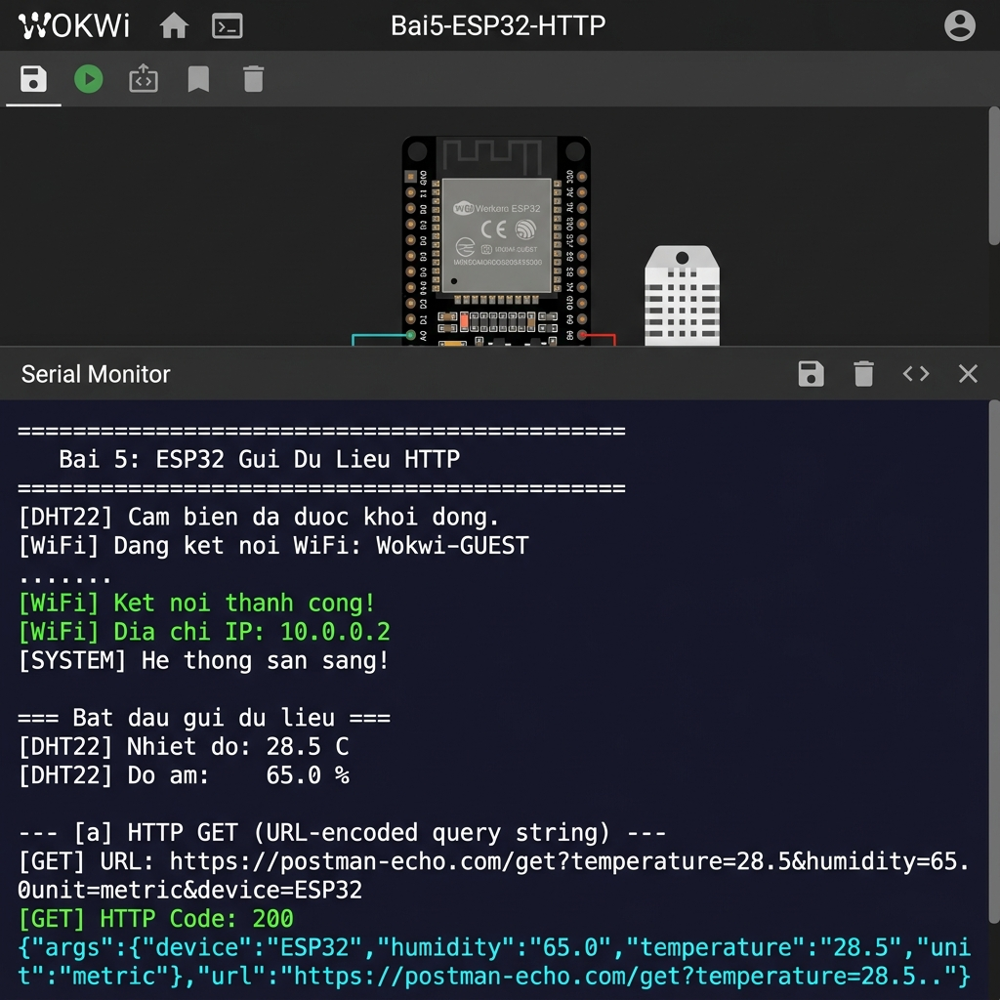 WOKWi
Bai5-ESP32-HTTP
Werkero ESP32
CE
Serial Monitor
============================================
Bai 5: ESP32 Gui Du Lieu HTTP
============================================
[DHT22] Cam bien da duoc khoi dong.
[WiFi] Dang ket noi WiFi: Wokwi-GUEST
.......
[WiFi] Ket noi thanh cong!
[WiFi] Dia chi IP: 10.0.0.2
[SYSTEM] He thong san sang!
=== Bat dau gui du lieu ===
[DHT22] Nhiet do: 28.5 C
[DHT22] Do am:    65.0 %
--- [a] HTTP GET (URL-encoded query string) ---
[GET] URL: https://postman-echo.com/get?temperature=28.5&humidity=65.
0unit=metric&device=ESP32
[GET] HTTP Code: 200
{"args":{"device":"ESP32","humidity":"65.0","temperature":"28.5","uni
t":"metric"},"url":"https://postman-echo.com/get?temperature=28.5.."}